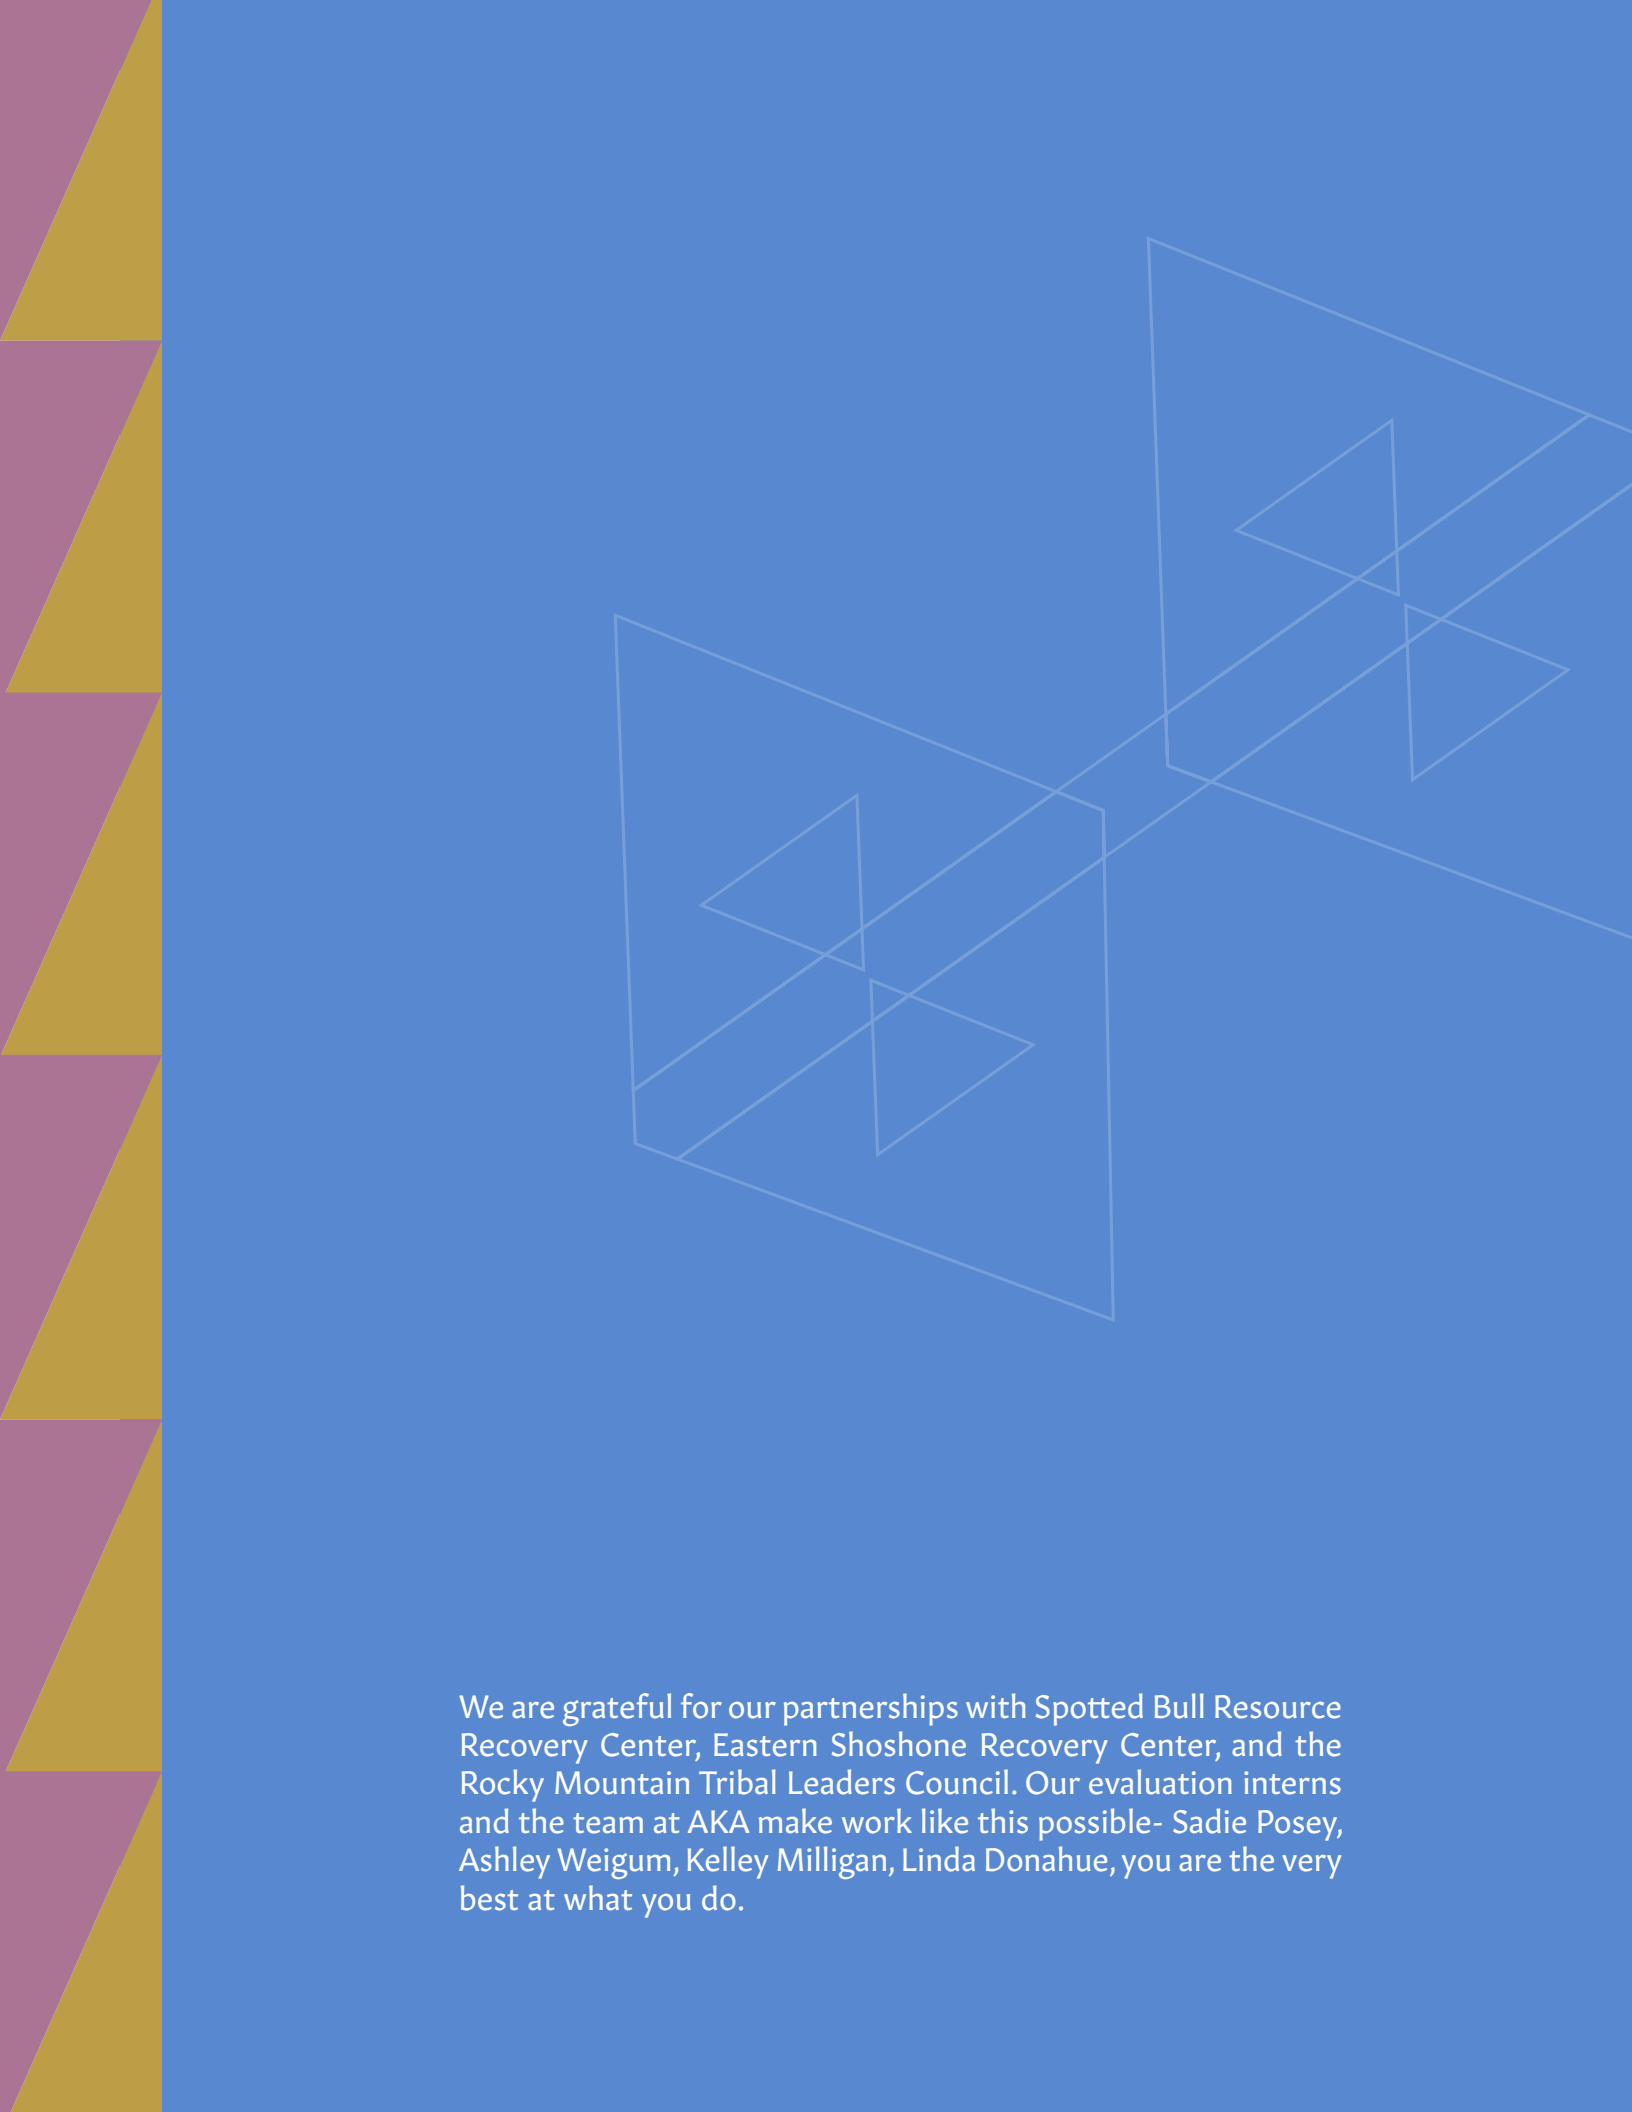 We are grateful for our partnerships with Spotted Bull Resource
Recovery Center, Eastern Shoshone Recovery Center, and the
Rocky Mountain Tribal Leaders Council. Our evaluation interns
and the team at AKA make work like this possible- Sadie Posey,
Ashley Weigum, Kelley Milligan, Linda Donahue, you are the very
best at what you do.